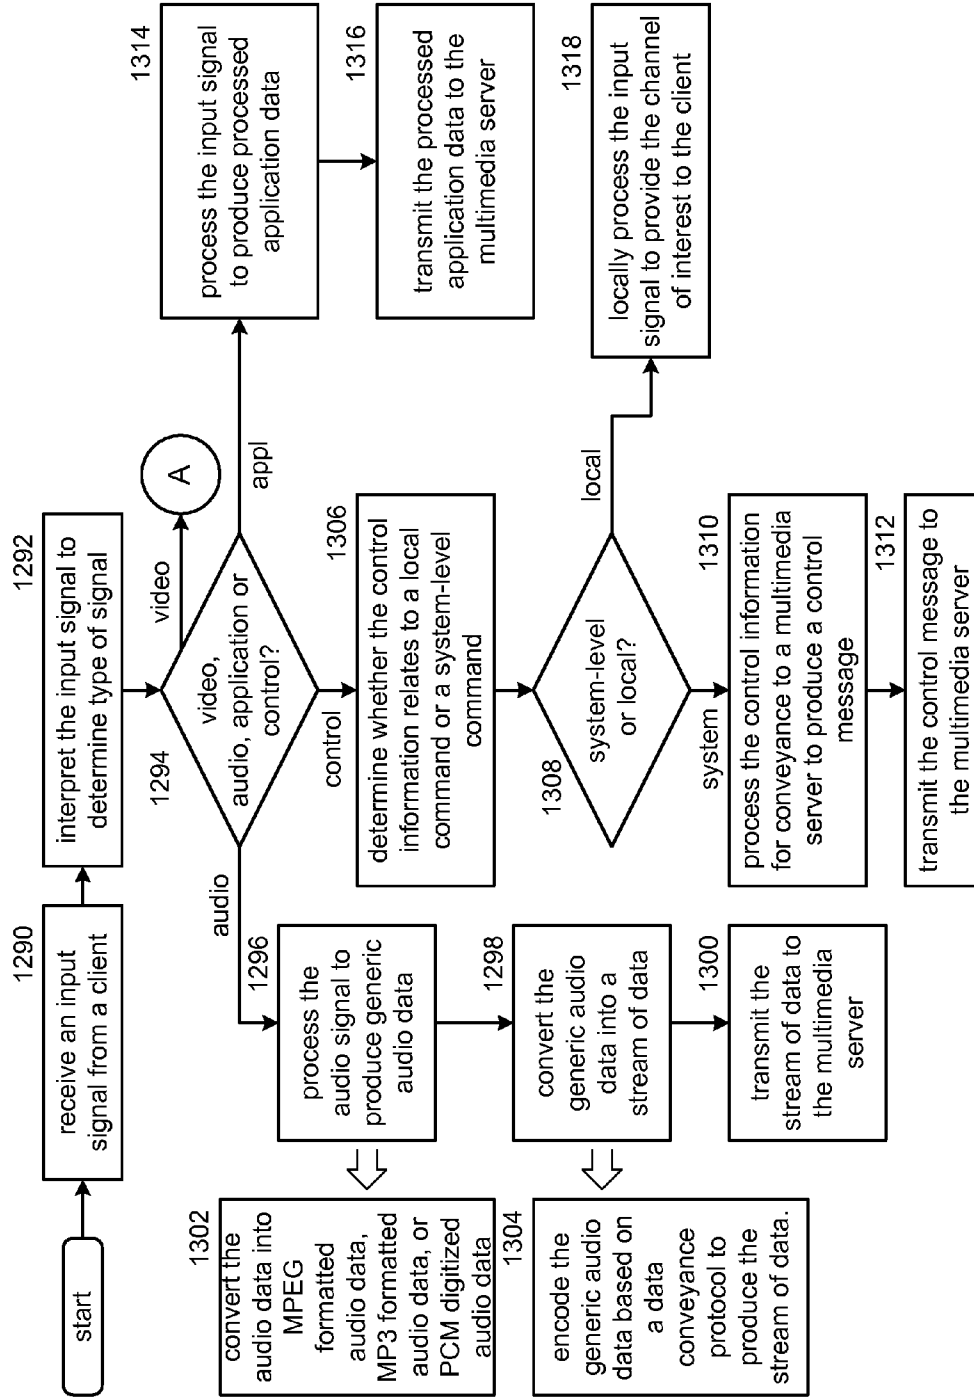 start
1290
receive an input
signal from a client
1292
interpret the input signal to
determine type of signal
1294
video,
audio, application or
control?
video
A
appl
1314
process the input signal
to produce processed
application data
1316
transmit the processed
application data to the
multimedia server
audio
1296
process the
audio signal to
produce generic
audio data
1302
convert the
audio data into
MPEG
formatted
audio data,
MP3 formatted
audio data, or
PCM digitized
audio data
1298
convert the
generic audio
data into a
stream of data
1304
encode the
generic audio
data based on
a data
conveyance
protocol to
produce the
stream of data.
1300
transmit the
stream of data to
the multimedia
server
control
1306
determine whether the control
information relates to a local
command or a system-level
command
1308
system-level
or local?
local
1318
locally process the input
signal to provide the channel
of interest to the client
system
1310
process the control information
for conveyance to a multimedia
server to produce a control
message
1312
transmit the control message to
the multimedia server